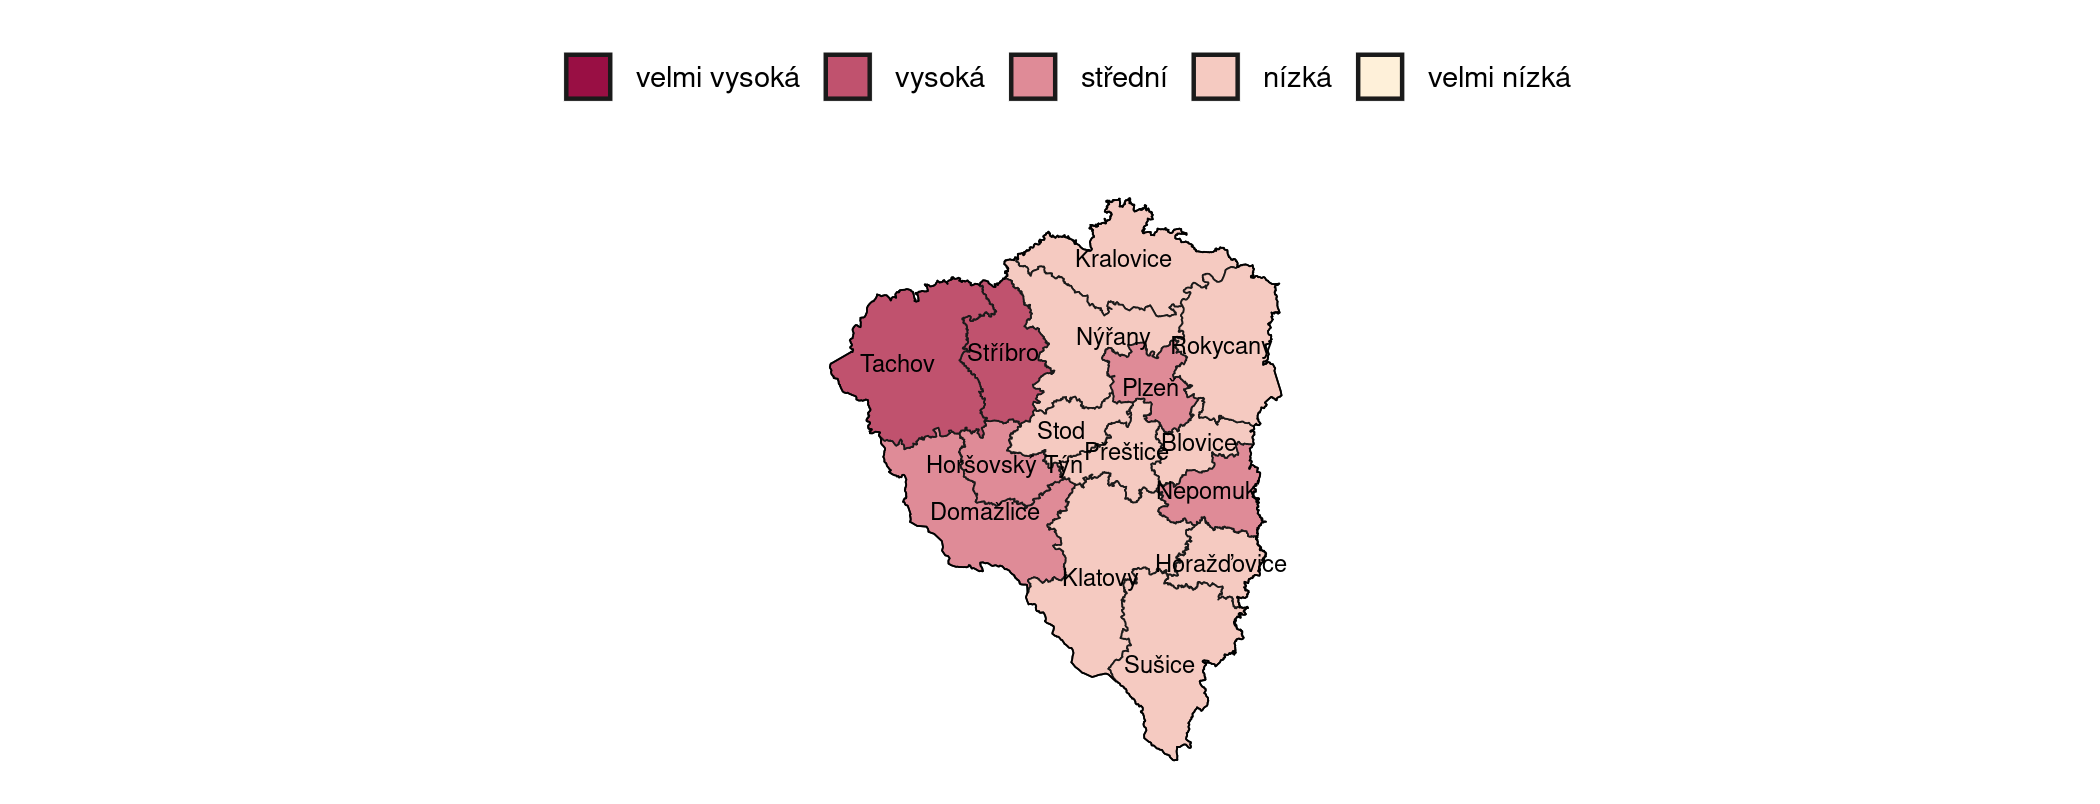 velmi vysoká
vysoká
střední
nízká
velmi nízká
Kralovice
Nýřany
Rokycany
Stříbro
Tachov
Plzeň
Stod
Blovice
Přeštice
Horšovský Týn
Nepomuk
Domažlice
Horažďovice
Klatovy
Sušice